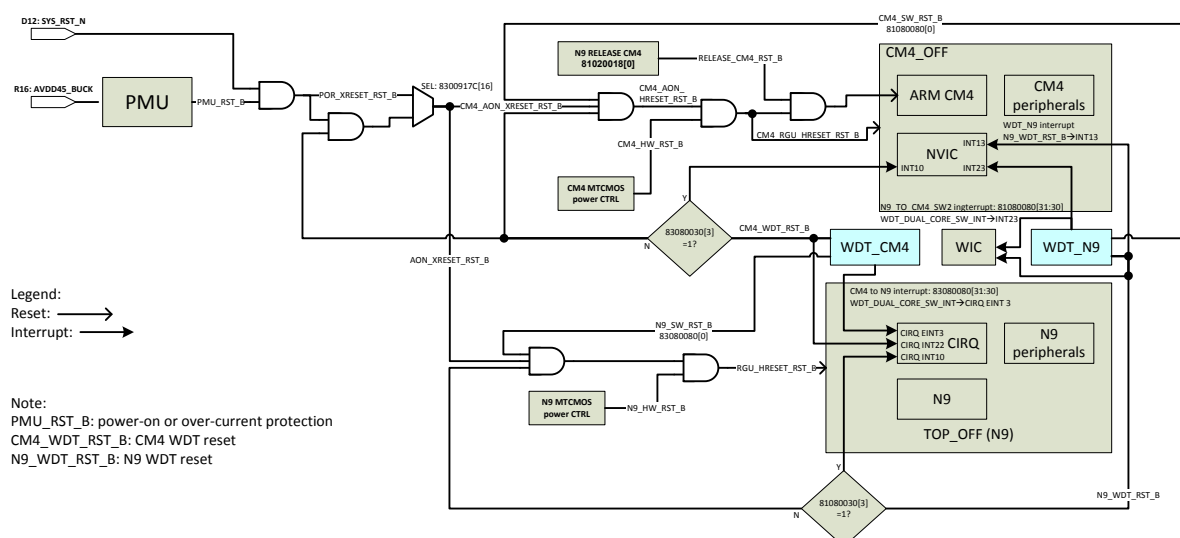 D12: SYS_RST_N
R16: AVDD45_BUCK
PMU
PMU_RST_B
POR_XRESET_RST_B
SEL: 8300917C[16]
CM4_AON_XRESET_RST_B
AON_XRESET_RST_B
CM4_SW_RST_B
81080080[0]
N9 RELEASE CM4
81020018[0]
RELEASE_CM4_RST_B
CM4_AON_
HRESET_RST_B
CM4_HW_RST_B
CM4_RGU_HRESET_RST_B
CM4 MTCMOS
power CTRL
CM4_OFF
ARM CM4
CM4
peripherals
WDT_N9 interrupt
N9_WDT_RST_B→INT13
INT13
NVIC
INT10
INT23
N9_TO_CM4_SW2 ingterrupt: 81080080[31:30]
WDT_DUAL_CORE_SW_INT→INT23
Y
83080030[3]
=1?
N
CM4_WDT_RST_B
WDT_CM4
WIC
WDT_N9
Legend:
Reset:
Interrupt:
CM4 to N9 interrupt: 83080080[31:30]
WDT_DUAL_CORE_SW_INT→CIRQ EINT 3
N9_SW_RST_B
83080080[0]
CIRQ EINT3
CIRQ INT22
CIRQ INT10
CIRQ
N9
peripherals
N9
TOP_OFF (N9)
RGU_HRESET_RST_B
N9 MTCMOS
power CTRL
N9_HW_RST_B
Note:
PMU_RST_B: power-on or over-current protection
CM4_WDT_RST_B: CM4 WDT reset
N9_WDT_RST_B: N9 WDT reset
Y
81080030[3]
=1?
N
N9_WDT_RST_B